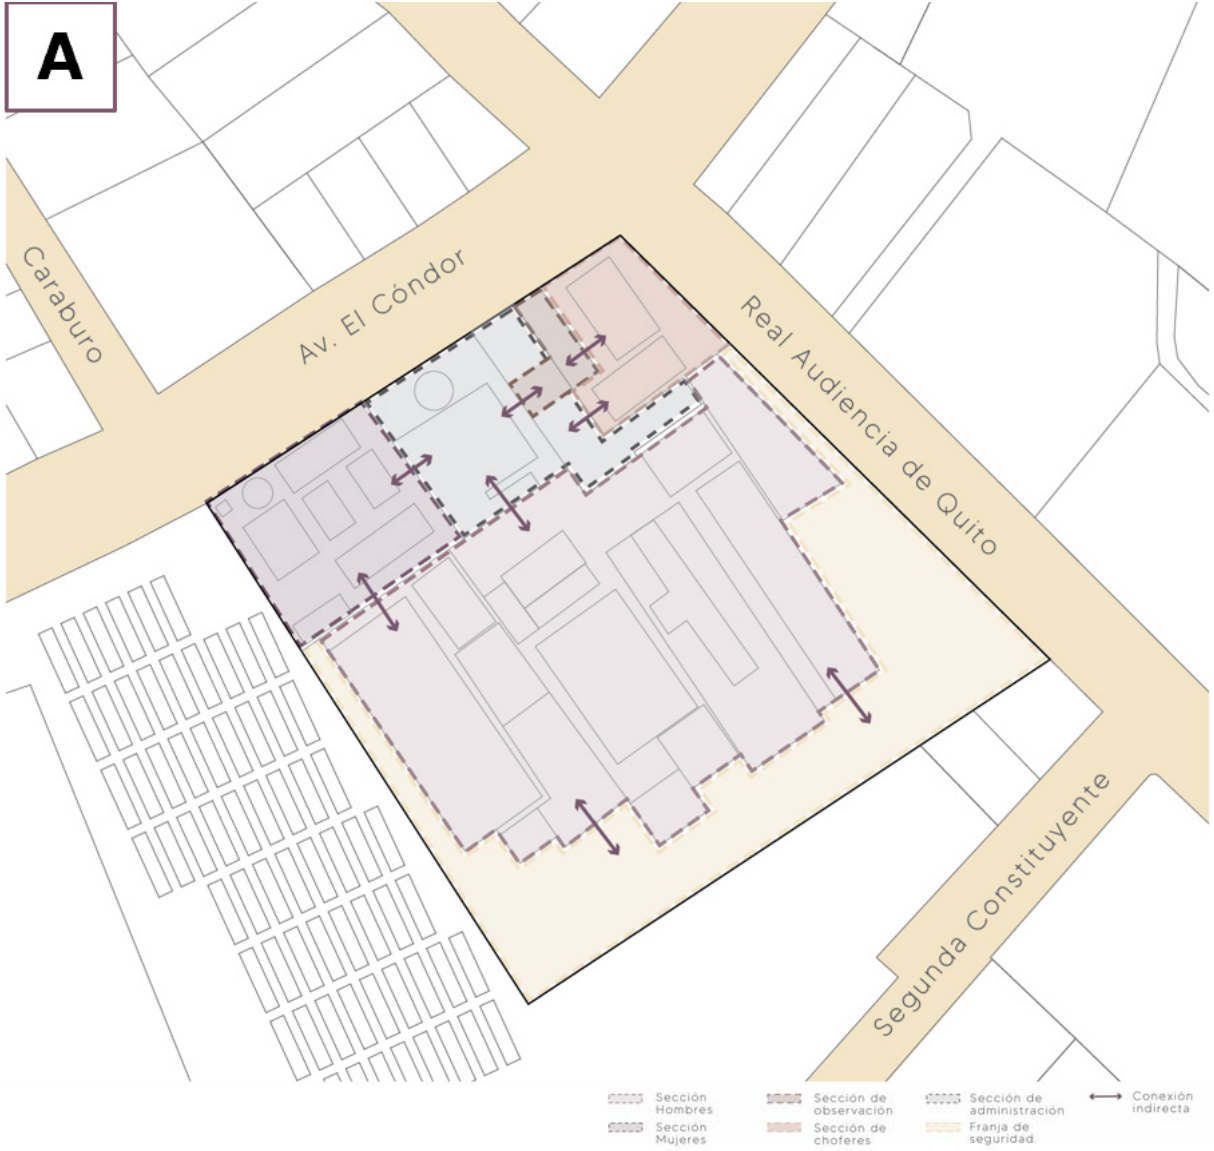 A
Caraburo
Av. El Cóndor
Real Audiencia de Quito
Segunda Constituyente
Sección
Hombres
Sección
Mujeres
Sección de
observación
Sección de
choferes
Sección de
administración
Franja de
seguridad
Conexión
indirecta